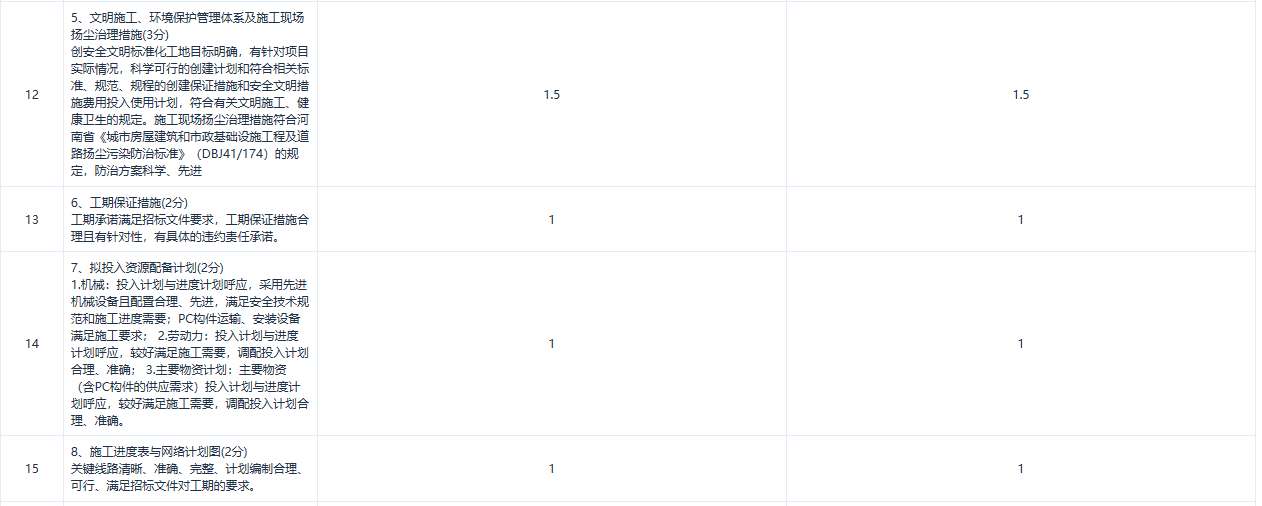 5、文明施工、环境保护管理体系及施工现场
扬尘治理措施(3分)
创安全文明标准化工地目标明确，有针对项目
实际情况，科学可行的创建计划和符合相关标
准、规范、规程的创建保证措施和安全文明措
12
施费用投入使用计划，符合有关文明施工、健
1.5
1.5
康卫生的规定。施工现场扬尘治理措施符合河
南省《城市房屋建筑和市政基础设施工程及道
路扬尘污染防治标准》（DBJ41/174）的规
定，防治方案科学、先进
6、工期保证措施(2分)
13
工期承诺满足招标文件要求，工期保证措施合
1
1
理且有针对性，有具体的违约责任承诺。
7、拟投入资源配备计划(2分)
1.机械：投入计划与进度计划呼应，采用先进
机械设备且配置合理、先进，满足安全技术规
范和施工进度需要；PC构件运输、安装设备
满足施工要求； 2.劳动力：投入计划与进度
14
计划呼应，较好满足施工需要，调配投入计划
1
1
合理、准确； 3.主要物资计划：主要物资
（含PC构件的供应需求）投入计划与进度计
划呼应，较好满足施工需要，调配投入计划合
理、准确。
8、施工进度表与网络计划图(2分)
15
关键线路清晰、准确、完整、计划编制合理、
1
1
可行、满足招标文件对工期的要求。